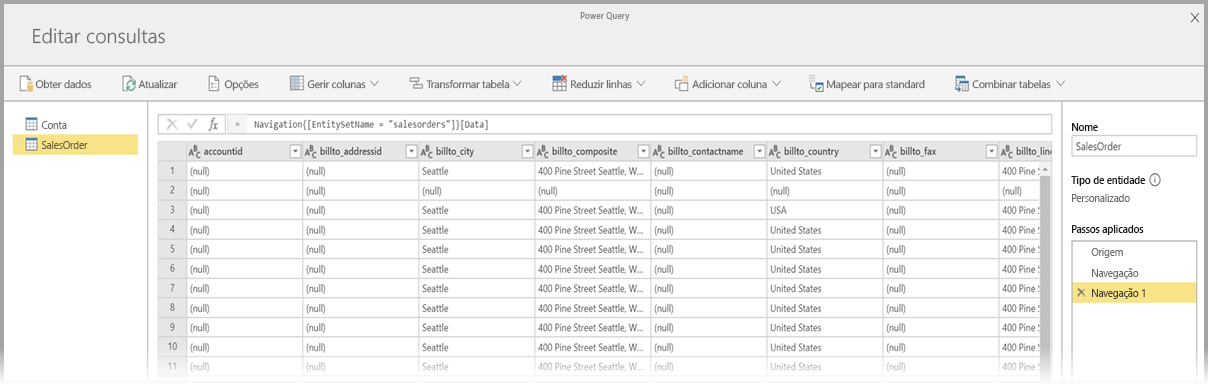 Power Query
Editar consultas
Obter dados Atualizar Opções Gerir colunas Transformar tabela Reduzir linhas Adicionar coluna Mapear para standard Combinar tabelas
Conta
SalesOrder
fx = Navigation{[EntitySetName = "salesorders"]}[Data]
ABC accountid ABC billto_addressid ABC billto_city ABC billto_composite ABC billto_contactname ABC billto_country ABC billto_fax ABC billto_line
1 (null) (null) Seattle 400 Pine Street Seattle, W... (null) United States (null) 400 Pine S
2 (null) (null) (null) (null) (null) (null) (null) (null)
3 (null) (null) Seattle 400 Pine Street Seattle, W... (null) USA (null) 400 Pine S
4 (null) (null) Seattle 400 Pine Street Seattle, W... (null) United States (null) 400 Pine S
5 (null) (null) Seattle 400 Pine Street Seattle, W... (null) United States (null) 400 Pine S
6 (null) (null) Seattle 400 Pine Street Seattle, W... (null) United States (null) 400 Pine S
7 (null) (null) Seattle 400 Pine Street Seattle, W... (null) United States (null) 400 Pine S
8 (null) (null) Seattle 400 Pine Street Seattle, W... (null) United States (null) 400 Pine S
9 (null) (null) Seattle 400 Pine Street Seattle, W... (null) United States (null) 400 Pine S
10 (null) (null) Seattle 400 Pine Street Seattle, W... (null) United States (null) 400 Pine S
11 (null) (null) Seattle 400 Pine Street Seattle, W... (null) United States (null) 400 Pine S
Nome
SalesOrder
Tipo de entidade
Personalizado
Passos aplicados
Origem
Navegação
Navegação 1